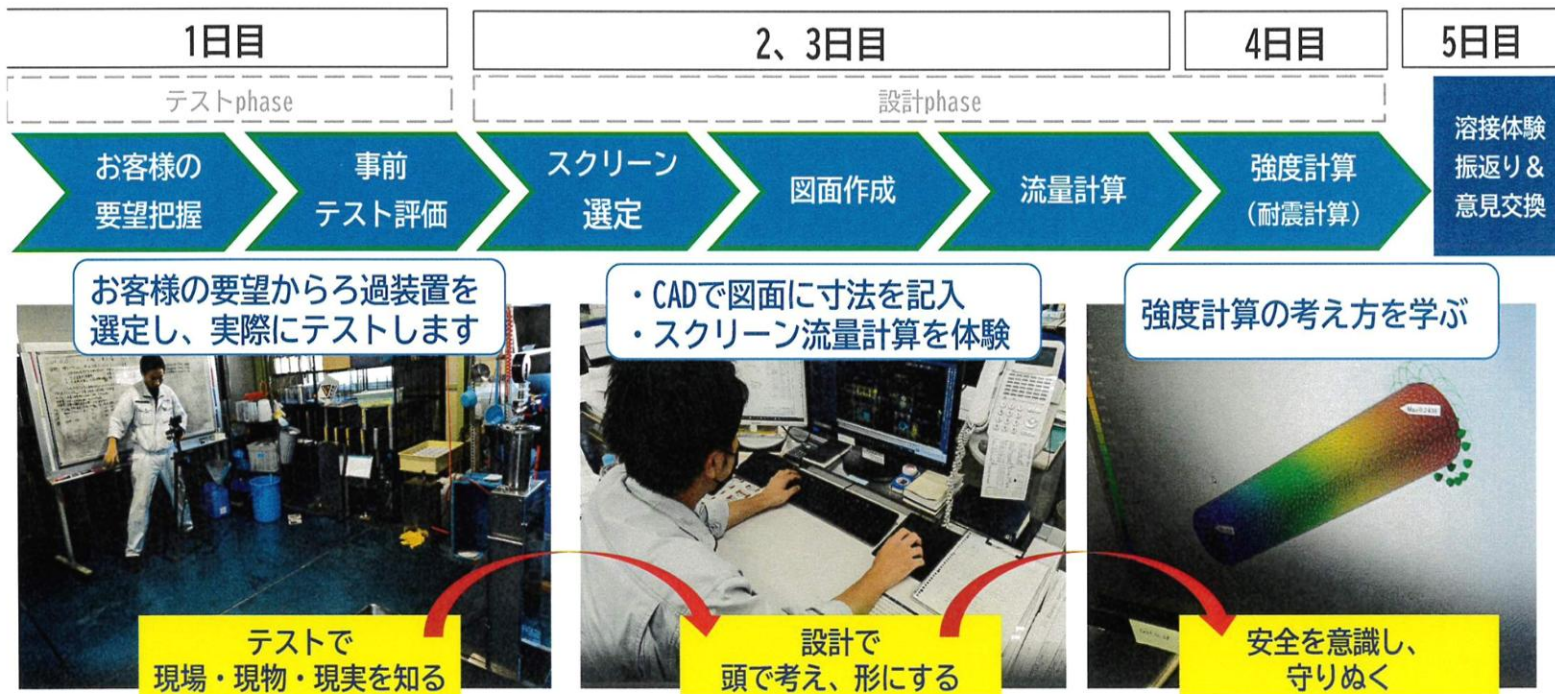 1日目
2、3日目
4日目
5日目
テストphase
設計phase
お客様の
要望把握
事前
テスト評価
スクリーン
選定
図面作成
流量計算
強度計算
(耐震計算)
溶接体験
振返り&
意見交換
お客様の要望からろ過装置を
選定し、実際にテストします
・CADで図面に寸法を記入
・スクリーン流量計算を体験
強度計算の考え方を学ぶ
テストで
現場・現物・現実を知る
設計で
頭で考え、形にする
安全を意識し、
守りぬく